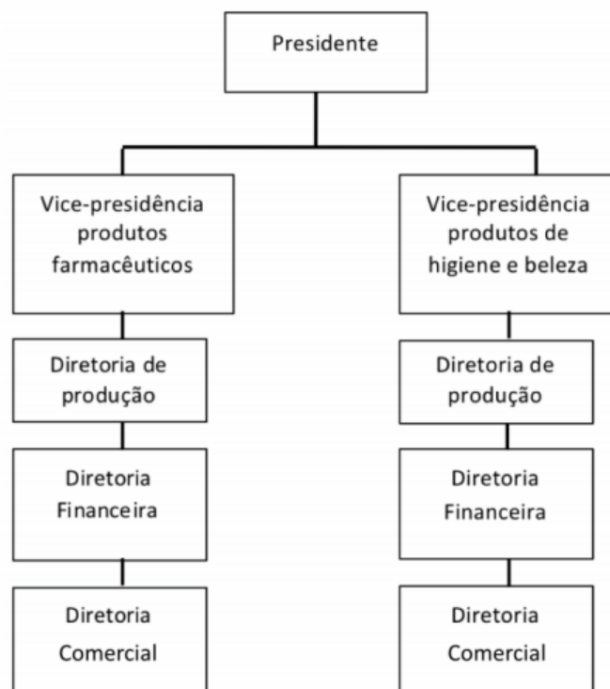 Presidente
Vice-presidência
produtos
farmacêuticos
Vice-presidência
produtos de
higiene e beleza
Diretoria de
produção
Diretoria de
produção
Diretoria
Financeira
Diretoria
Financeira
Diretoria
Comercial
Diretoria
Comercial